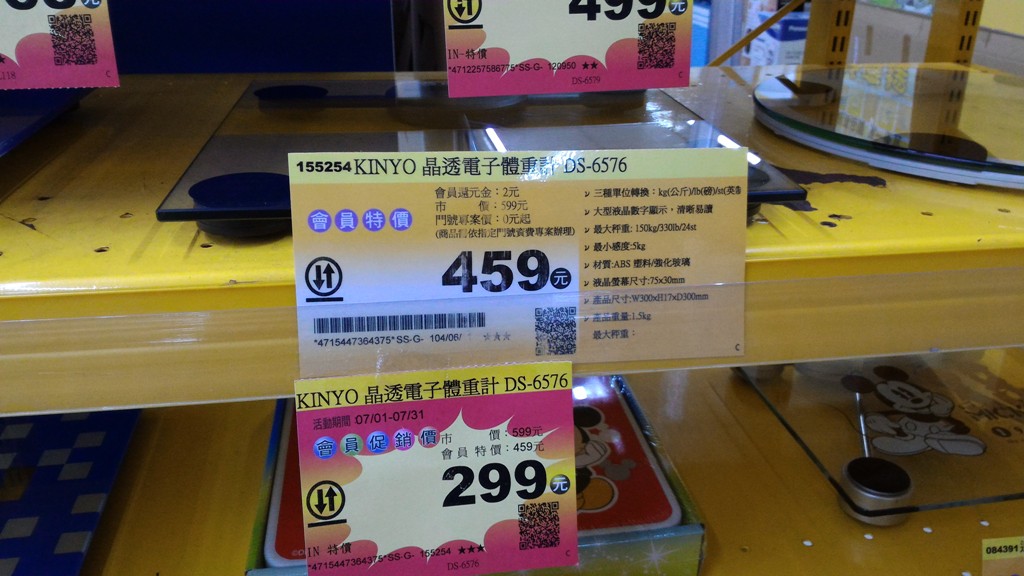 元
L118
C
499元
IN-特價
*4712257586775*SS-G- 120950 ★★
DS-6579
C
155254 KINYO 晶透電子體重計 DS-6576
會員還元金：2元
市 價：599元
會員特價
門號專案價：0元起
(商品需依指定門號資費專案辦理)
459元
*4715447364375*SS-G- 104/06/ ☆☆☆
三種單位轉換：kg(公斤)/lb(磅)/st(英
大型液晶數字顯示，清晰易讀
最大秤重: 150kg/330lb/24st
最小感度:5kg
材質:ABS 塑料/強化玻璃
液晶螢幕尺寸:75x30mm
產品尺寸:W300xH17xD300mm
產品重量:1.5kg
最大秤重：
C
KINYO 晶透電子體重計 DS-6576
活動期間 :07/01-07/31
會員促銷價
市 價：599元
會員特價：459元
299元
IN 特價
*4715447364375*SS-G- 155254 ★★★
DS-6576
C
084391